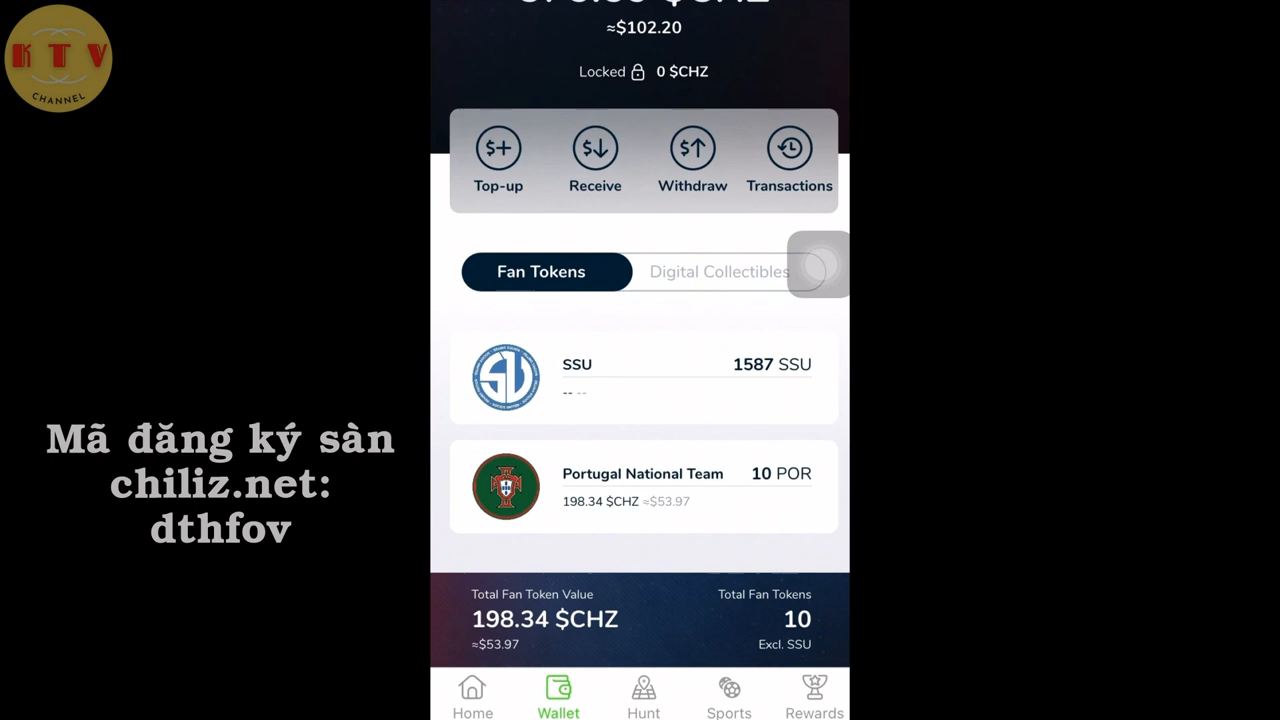 KTV
CHANNEL
≈$102.20
Locked 0 $CHZ
Top-up Receive Withdraw Transactions
Fan Tokens Digital Collectibles
SSU 1587 SSU
-- --
Portugal National Team 10 POR
198.34 $CHZ ≈$53.97
Mã đăng ký sàn
chiliz.net:
dthfov
Total Fan Token Value Total Fan Tokens
198.34 $CHZ 10
≈$53.97 Excl. SSU
Home Wallet Hunt Sports Rewards